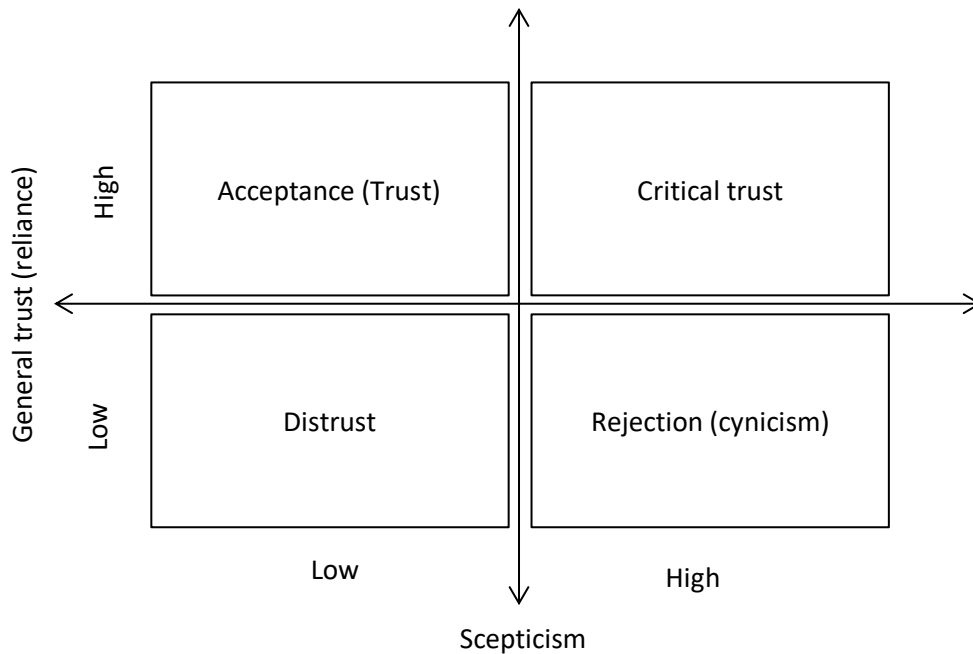 General trust (reliance)
High
Acceptance (Trust)
Critical trust
Low
Distrust
Rejection (cynicism)
Low
High
Scepticism